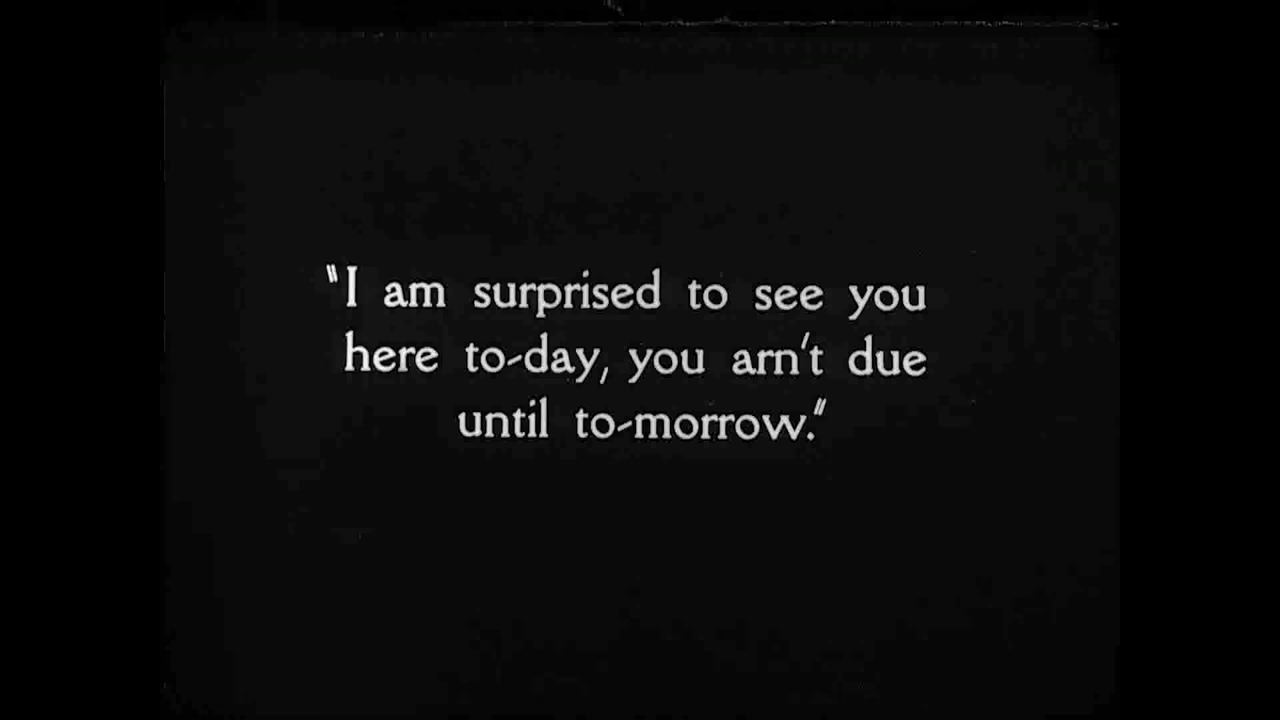 "I am surprised to see you
here to-day, you arn't due
until to-morrow."